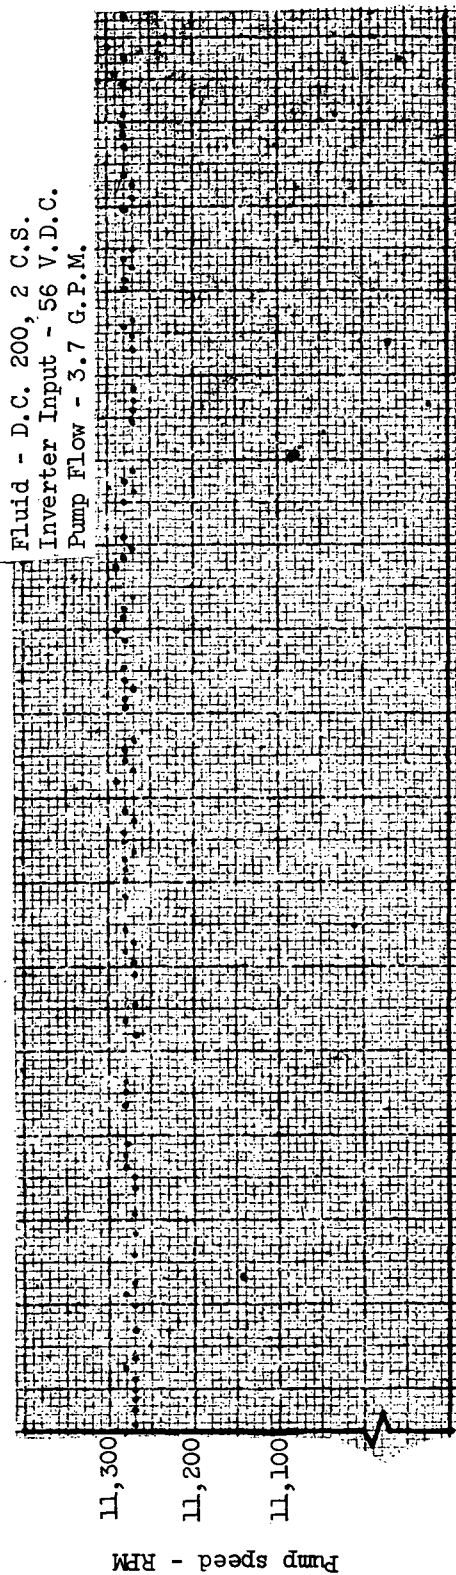 Fluid - D.C. 200, 2 C.S.
Inverter Input - 56 V.D.C.
Pump Flow - 3.7 G.P.M.
11,300
11,200
11,100
Pump speed - RPM